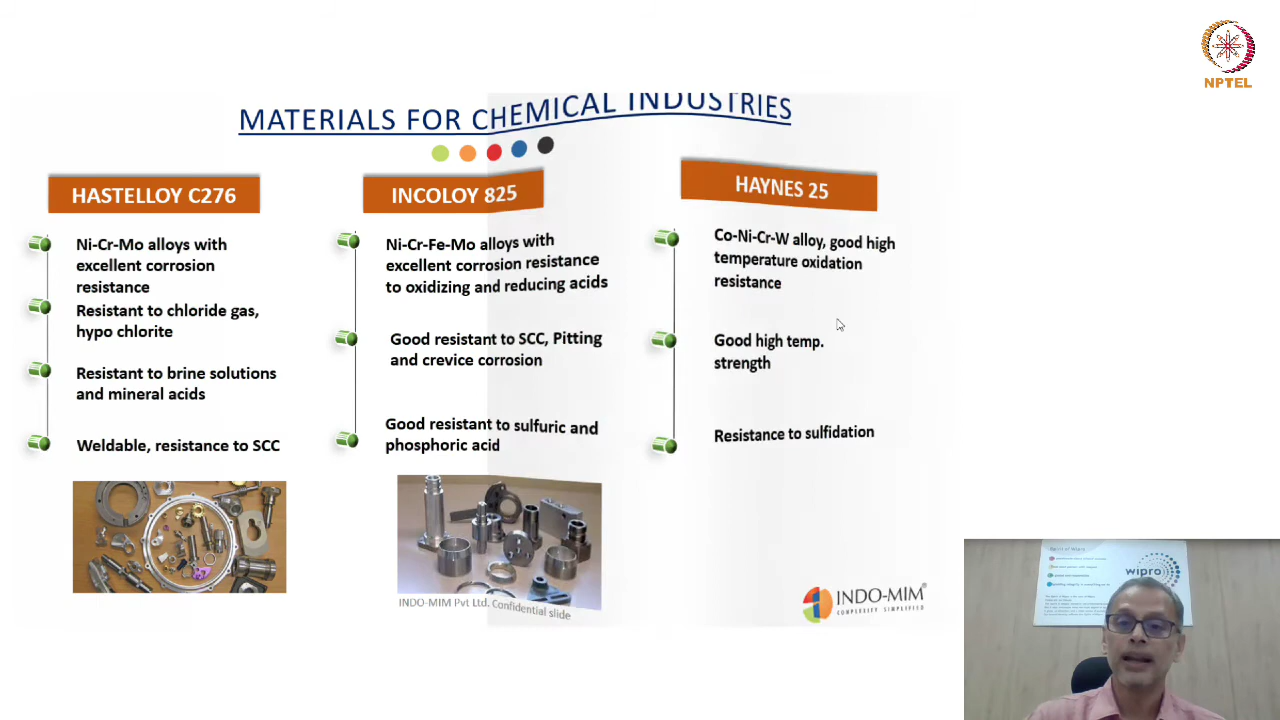 NPTEL
MATERIALS FOR CHEMICAL INDUSTRIES
HASTELLOY C276
Ni-Cr-Mo alloys with
excellent corrosion
resistance
Resistant to chloride gas,
hypo chlorite
Resistant to brine solutions
and mineral acids
Weldable, resistance to SCC
INCOLOY 825
Ni-Cr-Fe-Mo alloys with
excellent corrosion resistance
to oxidizing and reducing acids
Good resistant to SCC, Pitting
and crevice corrosion
Good resistant to sulfuric and
phosphoric acid
HAYNES 25
Co-Ni-Cr-W alloy, good high
temperature oxidation
resistance
Good high temp.
strength
Resistance to sulfidation
INDO-MIM Pvt Ltd. Confidential slide
INDO-MIM®
COMPLEXITY SIMPLIFIED
wipro